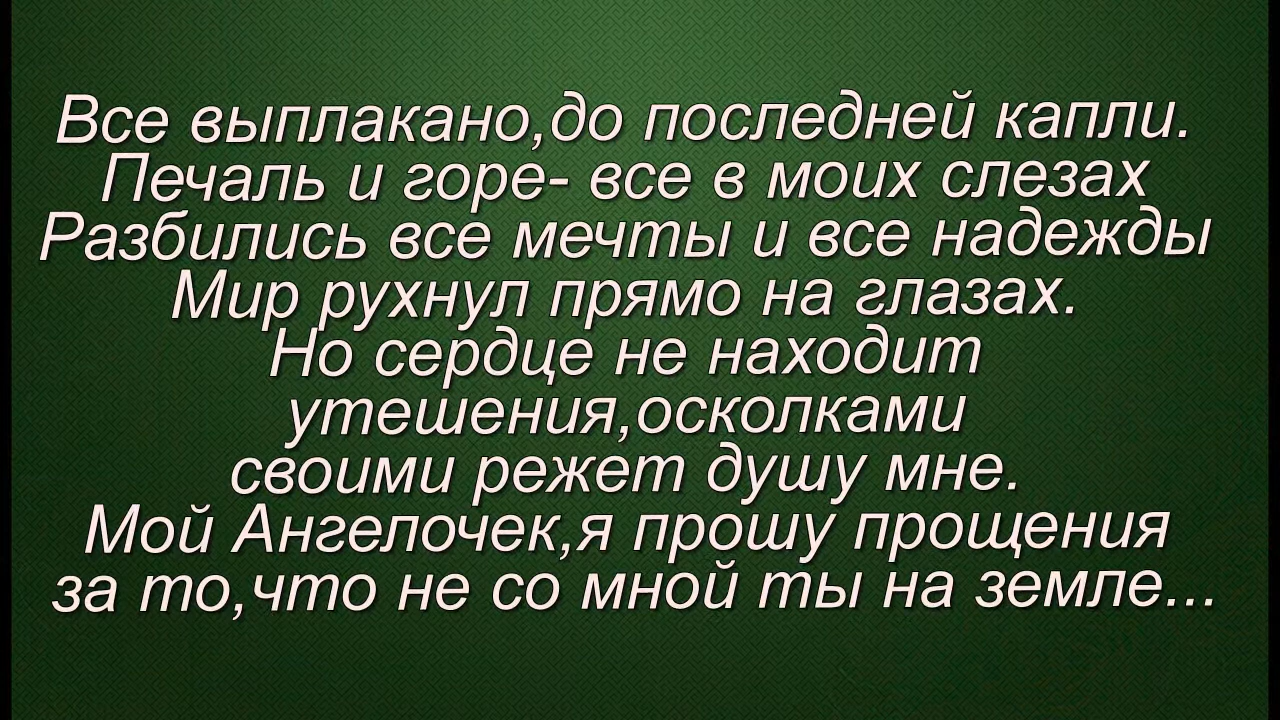 Все выплакано,до последней капли.
Печаль и горе- все в моих слезах
Разбились все мечты и все надежды
Мир рухнул прямо на глазах.
Но сердце не находит
утешения,осколками
своими режет душу мне.
Мой Ангелочек,я прошу прощения
за то,что не со мной ты на земле...